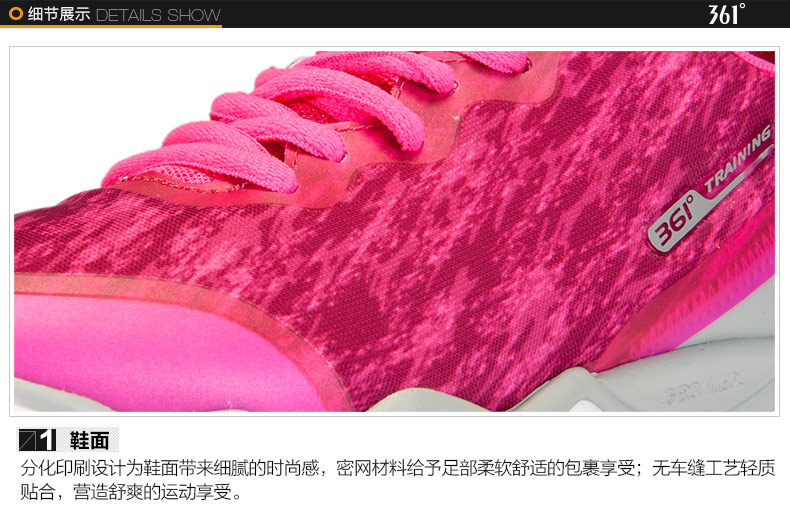 细节展示 DETAILS SHOW 361°
361° TRAINING
1 鞋面
分化印刷设计为鞋面带来细腻的时尚感，密网材料给予足部柔软舒适的包裹享受；无车缝工艺轻质
贴合，营造舒爽的运动享受。